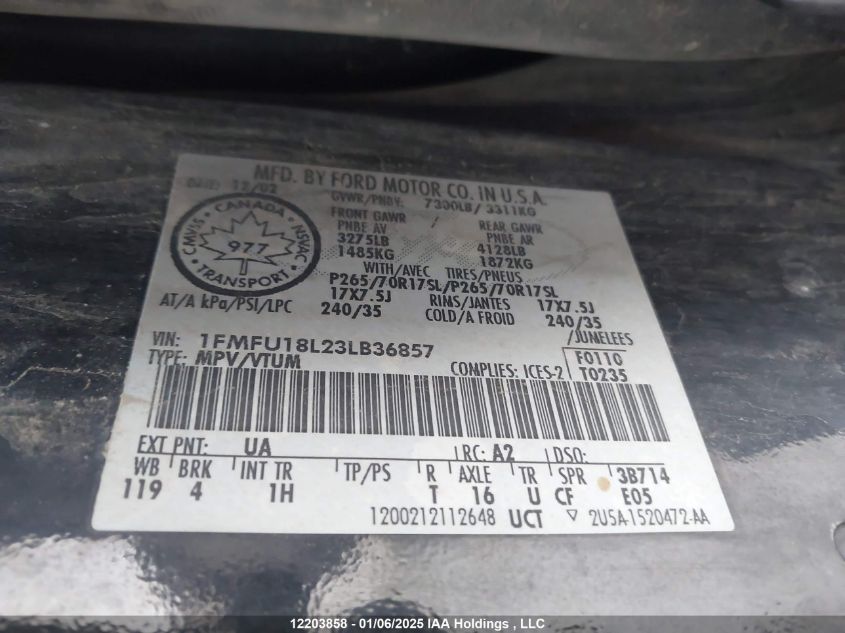 MFD. BY FORD MOTOR CO. IN U.S.A.
DATE: 12/02
GVWR/PNBV: 7300LB/ 3311KG
FRONT GAWR / REAR GAWR
PNBE AV PNBE AR
3275LB 4128LB
1485KG 1872KG
CANADA
CMVSS NSVAC
977
TRANSPORT
WITH/AVEC TIRES/PNEUS
P265/70R17SL/P265/70R17SL
17X7.5J RINS/JANTES 17X7.5J
AT/A kPa/PSI/LPC 240/35 COLD/A FROID 240/35
VIN: 1FMFU18L23LB36857 /JUNELEES
TYPE: MPV/VTUM COMPLIES: ICES-2 F0110
T0235
EXT PNT: UA RC: A2 DSO:
WB BRK INT TR TP/PS R AXLE TR SPR 3B714
119 4 1H T 16 U CF E05
1200212112648 UCT ▽ 2U5A-1520472-AA
12203858 - 01/06/2025 IAA Holdings , LLC